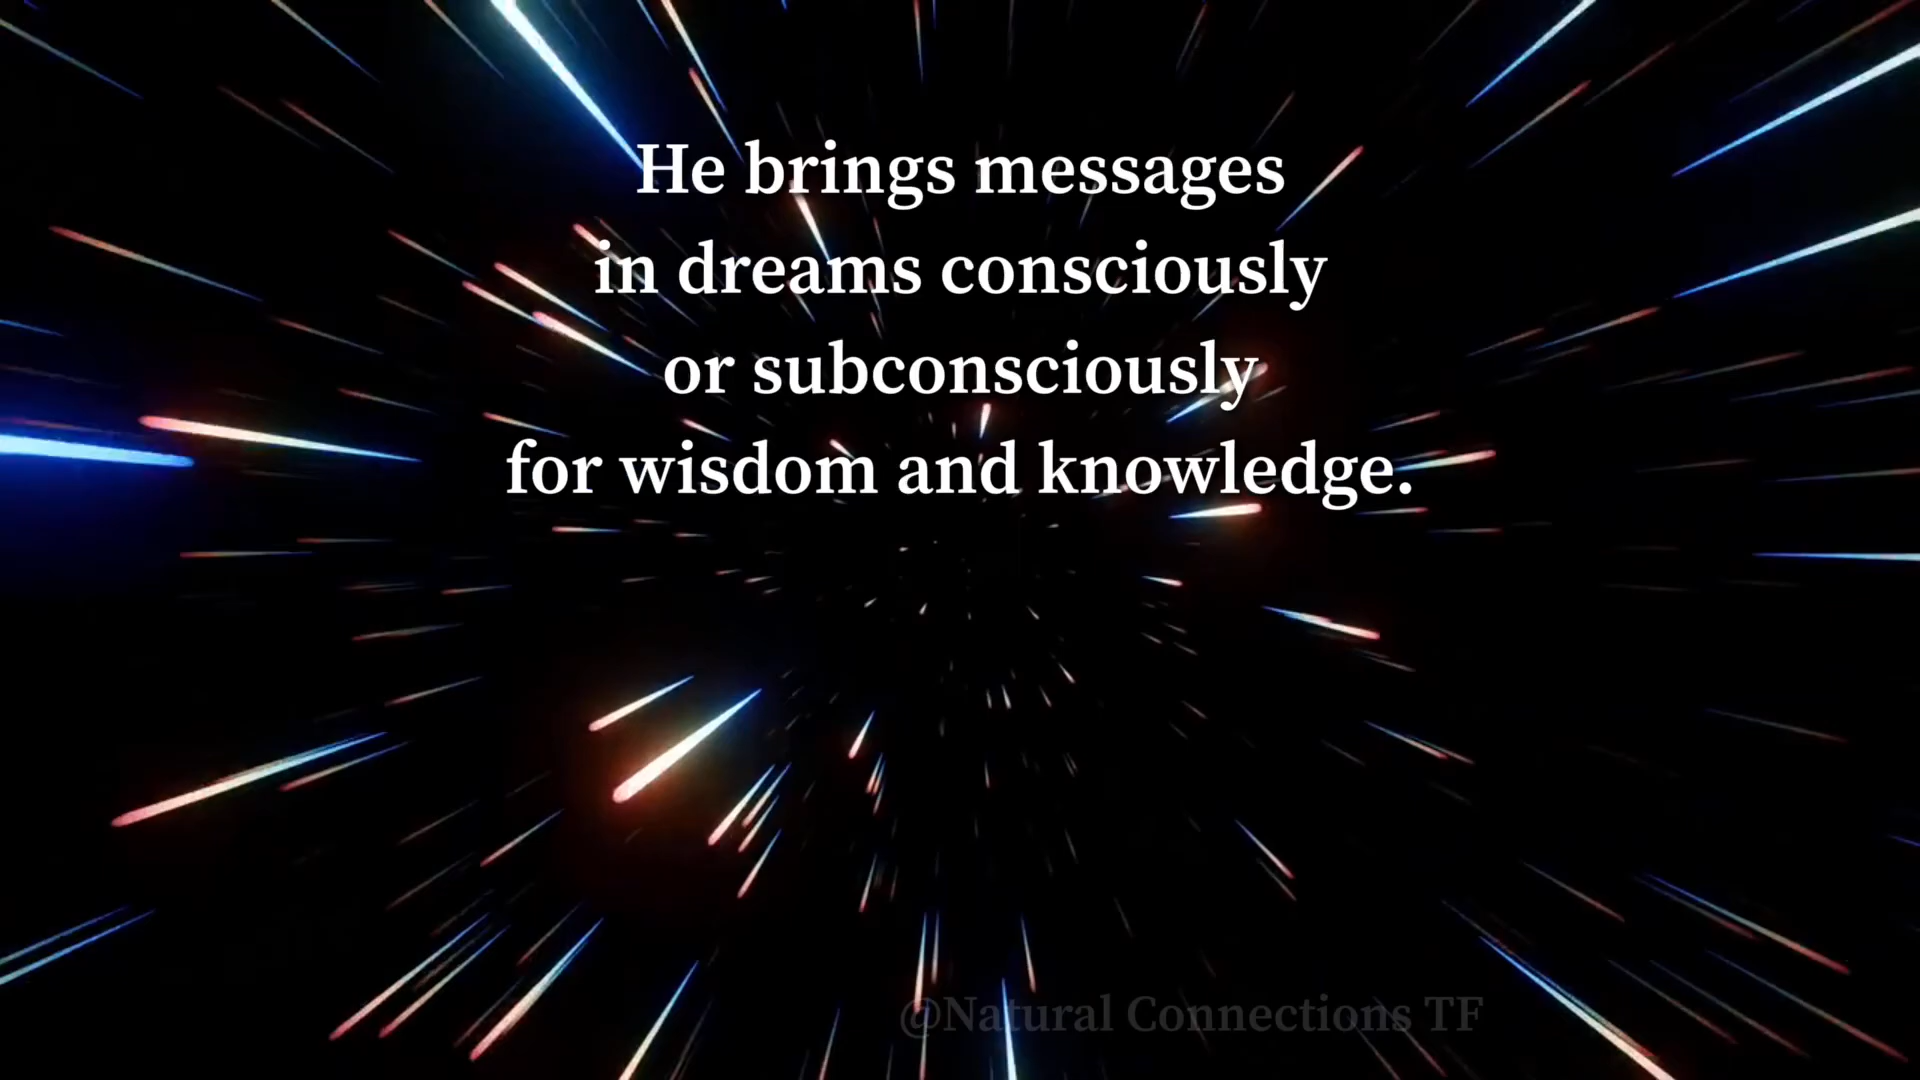 He brings messages
in dreams consciously
or subconsciously
for wisdom and knowledge.
@Natural Connections TF